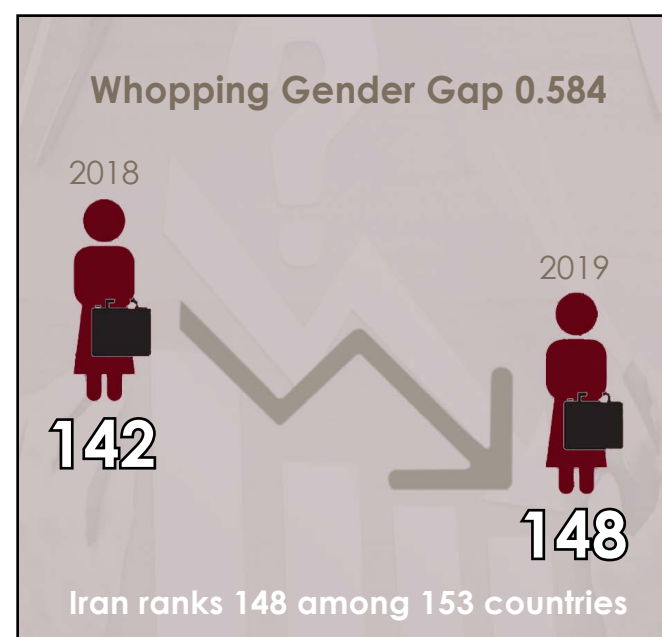 Whopping Gender Gap 0.584
2018
2019
142
148
Iran ranks 148 among 153 countries